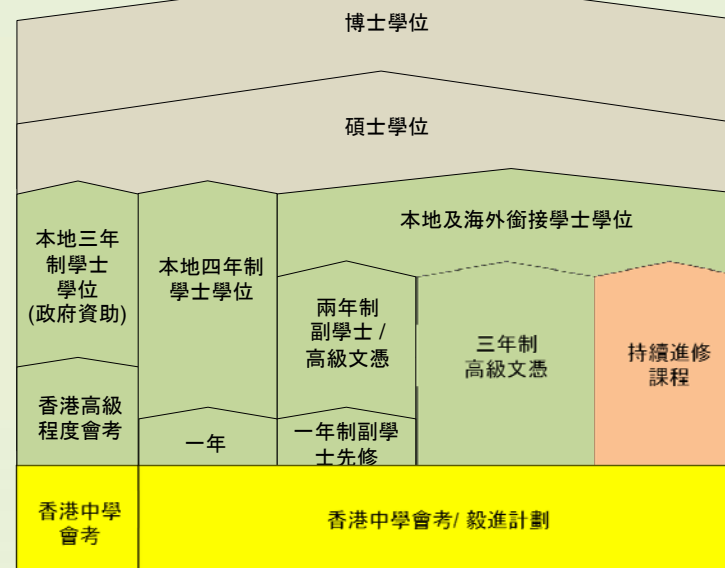 博士學位
碩士學位
本地及海外銜接學士學位
本地三年
制學士
學位
(政府資助)
本地四年制
學士學位
兩年制
副學士 /
高級文憑
三年制
高級文憑
持續進修
課程
香港高級
程度會考
一年
一年制副學
士先修
香港中學
會考
香港中學會考/ 毅進計劃